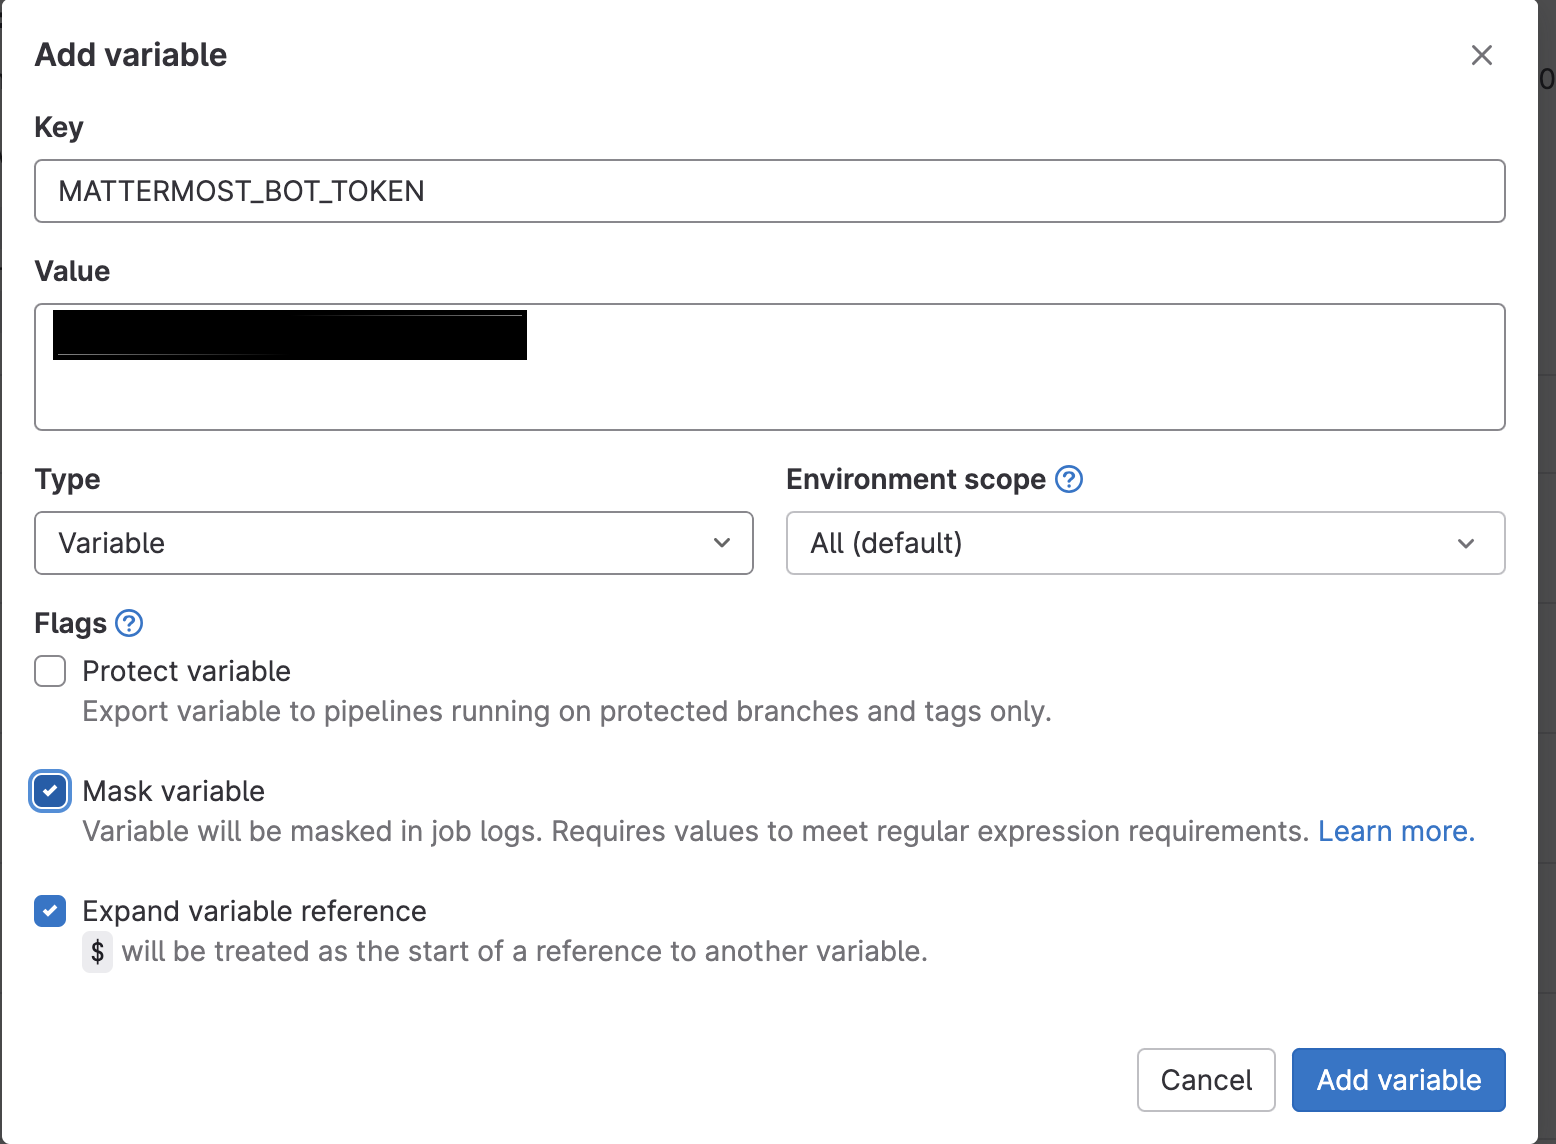 Add variable
Key
MATTERMOST_BOT_TOKEN
Value
Type
Environment scope ?
Variable
All (default)
Flags ?
Protect variable
Export variable to pipelines running on protected branches and tags only.
Mask variable
Variable will be masked in job logs. Requires values to meet regular expression requirements. Learn more.
Expand variable reference
$ will be treated as the start of a reference to another variable.
Cancel
Add variable